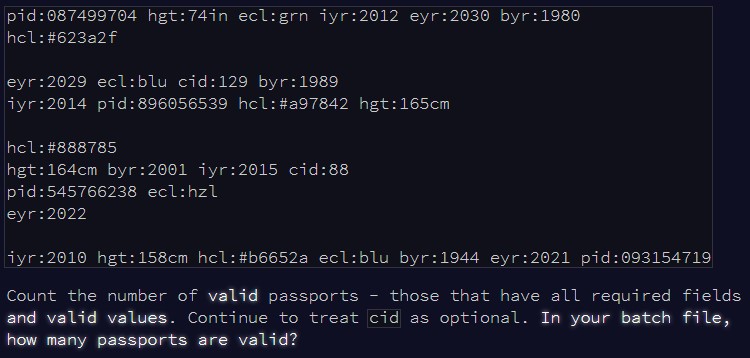 pid:087499704 hgt:74in ecl:grn iyr:2012 eyr:2030 byr:1980
hcl:#623a2f
eyr:2029 ecl:blu cid:129 byr:1989
iyr:2014 pid:896056539 hcl:#a97842 hgt:165cm
hcl:#888785
hgt:164cm byr:2001 iyr:2015 cid:88
pid:545766238 ecl:hzl
eyr:2022
iyr:2010 hgt:158cm hcl:#b6652a ecl:blu byr:1944 eyr:2021 pid:093154719
Count the number of valid passports - those that have all required fields
and valid values. Continue to treat cid as optional. In your batch file,
how many passports are valid?